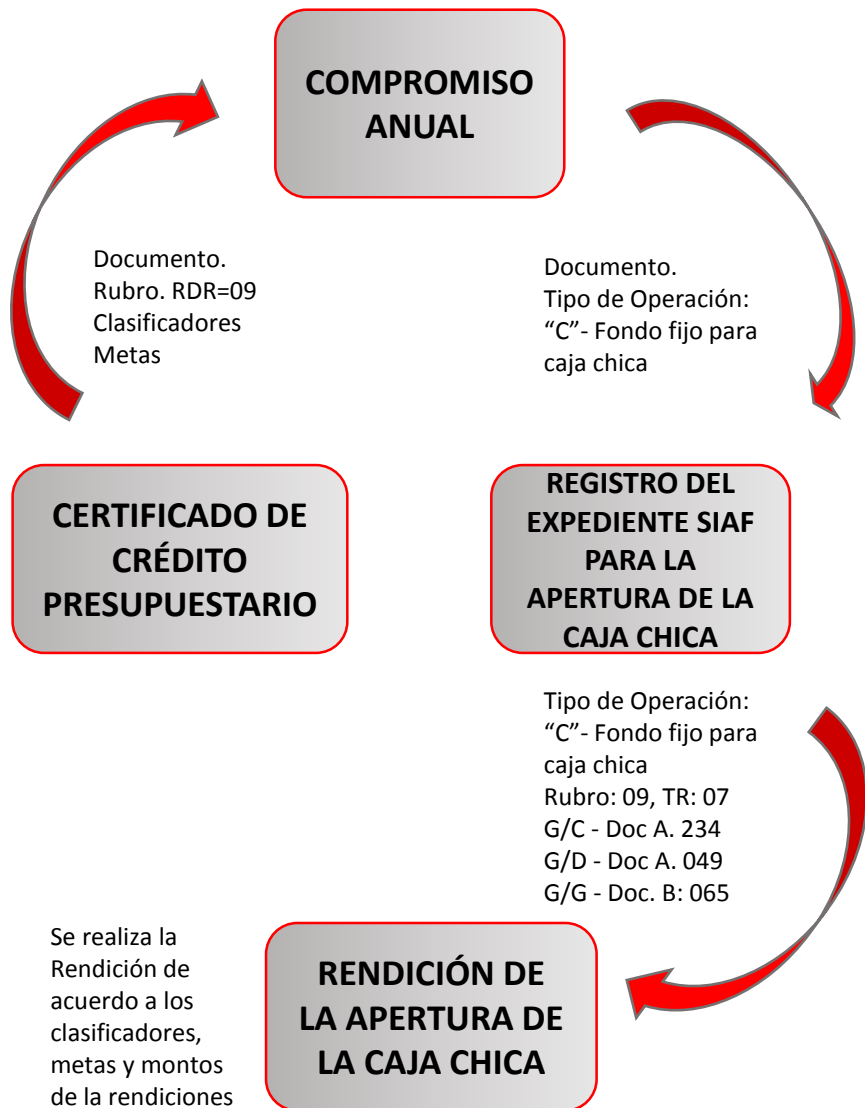 COMPROMISO
ANUAL
Documento.
Rubro. RDR=09
Clasificadores
Metas
Documento.
Tipo de Operación:
“C”- Fondo fijo para
caja chica
CERTIFICADO DE
CRÉDITO
PRESUPUESTARIO
REGISTRO DEL
EXPEDIENTE SIAF
PARA LA
APERTURA DE LA
CAJA CHICA
Tipo de Operación:
“C”- Fondo fijo para
caja chica
Rubro: 09, TR: 07
G/C - Doc A. 234
G/D - Doc A. 049
G/G - Doc. B: 065
Se realiza la
Rendición de
acuerdo a los
clasificadores,
metas y montos
de la rendiciones
RENDICIÓN DE
LA APERTURA DE
LA CAJA CHICA